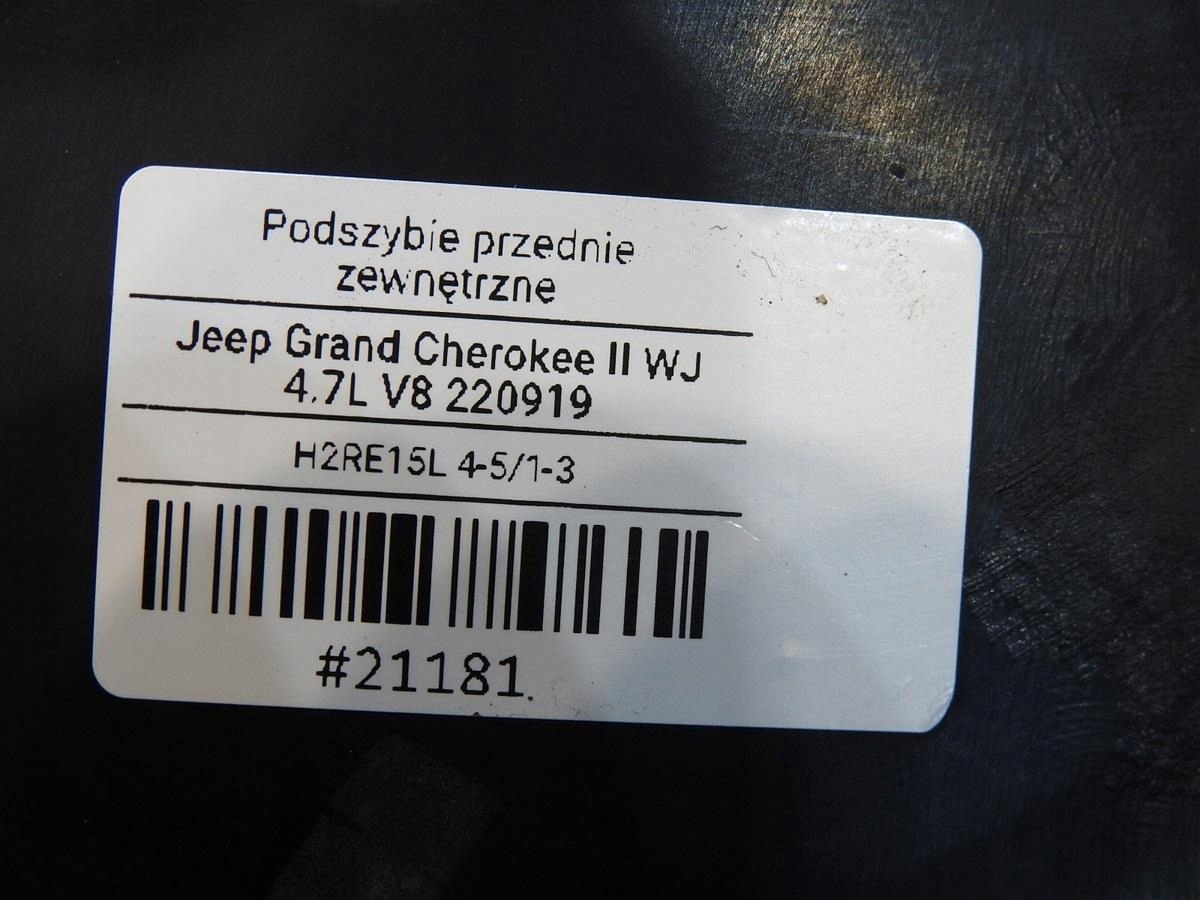 Podszybie przednie
zewnętrzne
Jeep Grand Cherokee II WJ
4.7L V8 220919
H2RE15L 4-5/1-3
#21181.